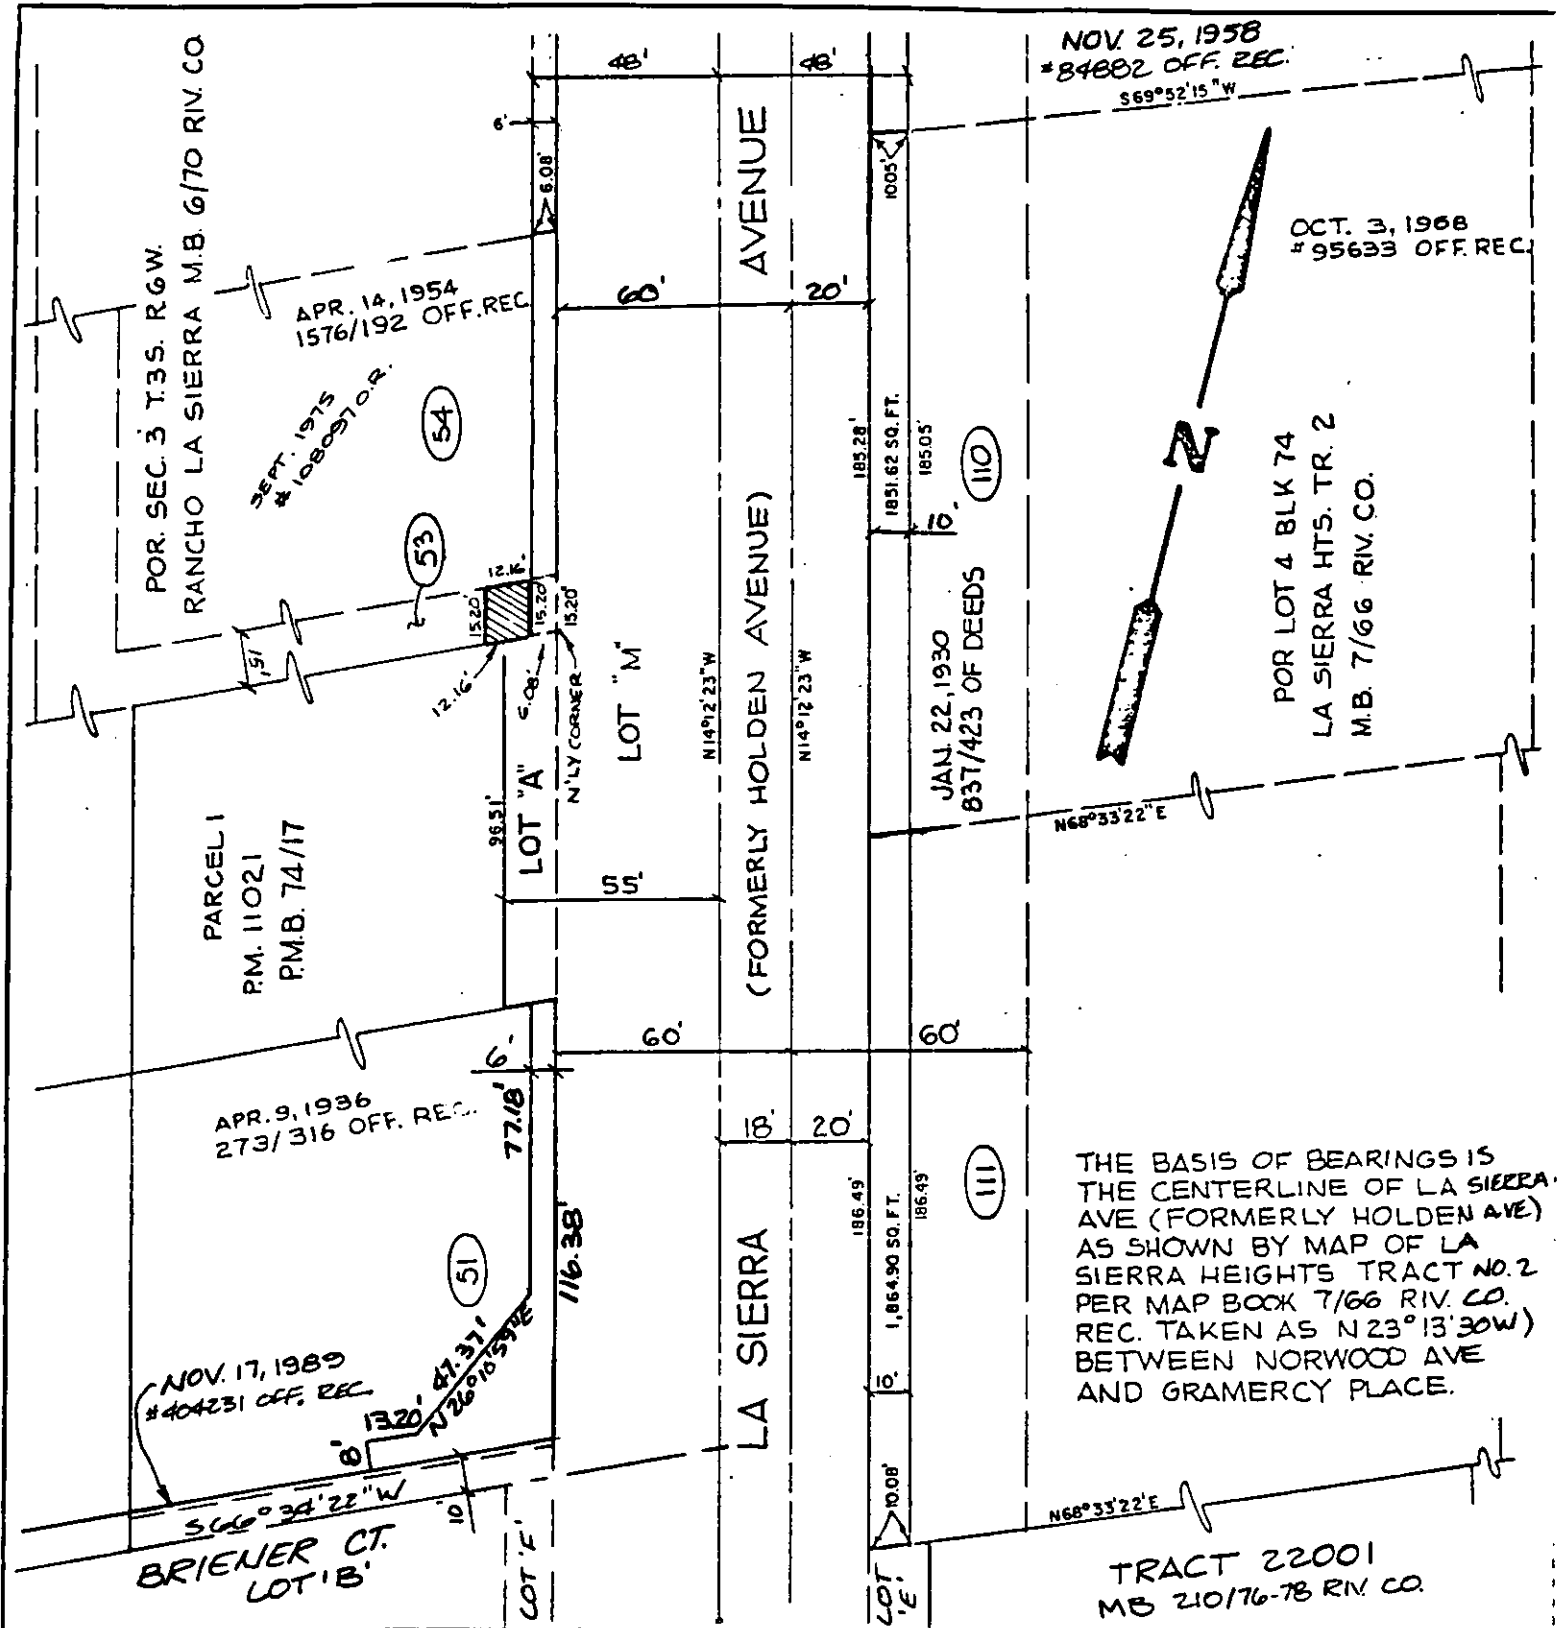 48'
48'
NOV. 25, 1958
#84882 OFF. REC.
S69°52'15"W
6'
6.08'
AVENUE
10.05'
POR. SEC. 3 T.3S. R6W.
RANCHO LA SIERRA M.B. 6/70 RIV. CO.
APR. 14, 1954
1576/192 OFF. REC.
60'
20'
OCT. 3, 1968
#95633 OFF. REC.
SEPT. 1975
#108097 O.R.
54
53
185.28'
1851.62 SQ. FT.
185.05'
110
10'
N
POR LOT 4 BLK 74
LA SIERRA HTS. TR. 2
M.B. 7/66 RIV. CO.
12.16'
15.20'
15.20'
15.20'
15'
12.16'
6.08'
N'LY CORNER
LOT "M"
N14°12'23"W
(FORMERLY HOLDEN AVENUE)
N14°12'23"W
JAN. 22, 1930
837/423 OF DEEDS
96.51'
LOT "A"
N68°33'22"E
PARCEL 1
P.M. 11021
P.M.B. 74/17
55'
60'
60'
6'
77.18'
APR. 9, 1936
273/316 OFF. REC.
18'
20'
116.38'
51
186.49'
1,864.90 SQ. FT.
186.49'
111
THE BASIS OF BEARINGS IS
THE CENTERLINE OF LA SIERRA
AVE (FORMERLY HOLDEN AVE)
AS SHOWN BY MAP OF LA
SIERRA HEIGHTS TRACT NO. 2
PER MAP BOOK 7/66 RIV. CO.
REC. TAKEN AS N23°13'30W)
BETWEEN NORWOOD AVE
AND GRAMERCY PLACE.
47.37'
N26°10'59"E
NOV. 17, 1989
#404231 OFF. REC.
13.20'
8'
LA SIERRA
10'
S66°34'22"W
10'
10.08'
N68°33'22"E
BRIENER CT.
LOT 'B'
LOT 'F'
LOT 'E'
TRACT 22001
MB 210/76-78 RIV. CO.